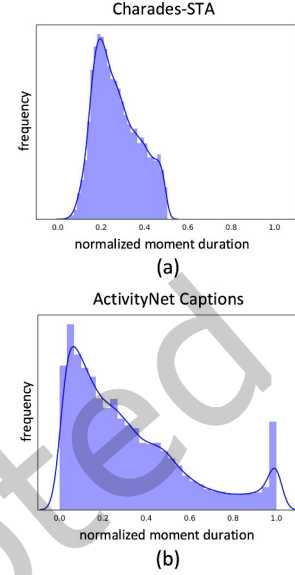 Charades-STA
frequency
0.0 0.2 0.4 0.6 0.8 1.0
normalized moment duration
(a)
ActivityNet Captions
frequency
0.0 0.2 0.4 0.6 0.8 1.0
normalized moment duration
(b)
oted